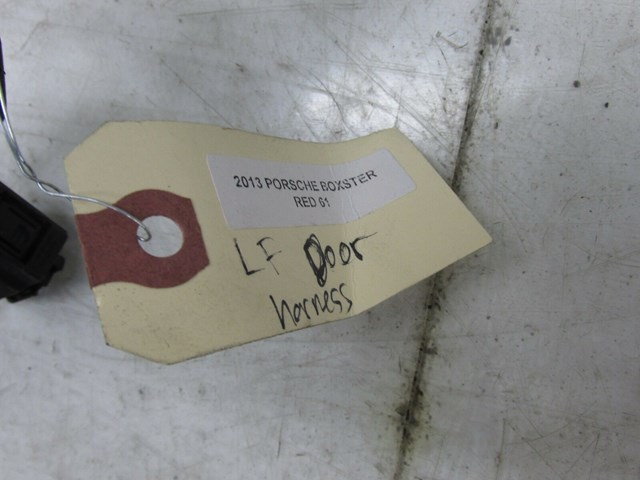 2013 PORSCHE BOXSTER
RED 61
LF Door
harness